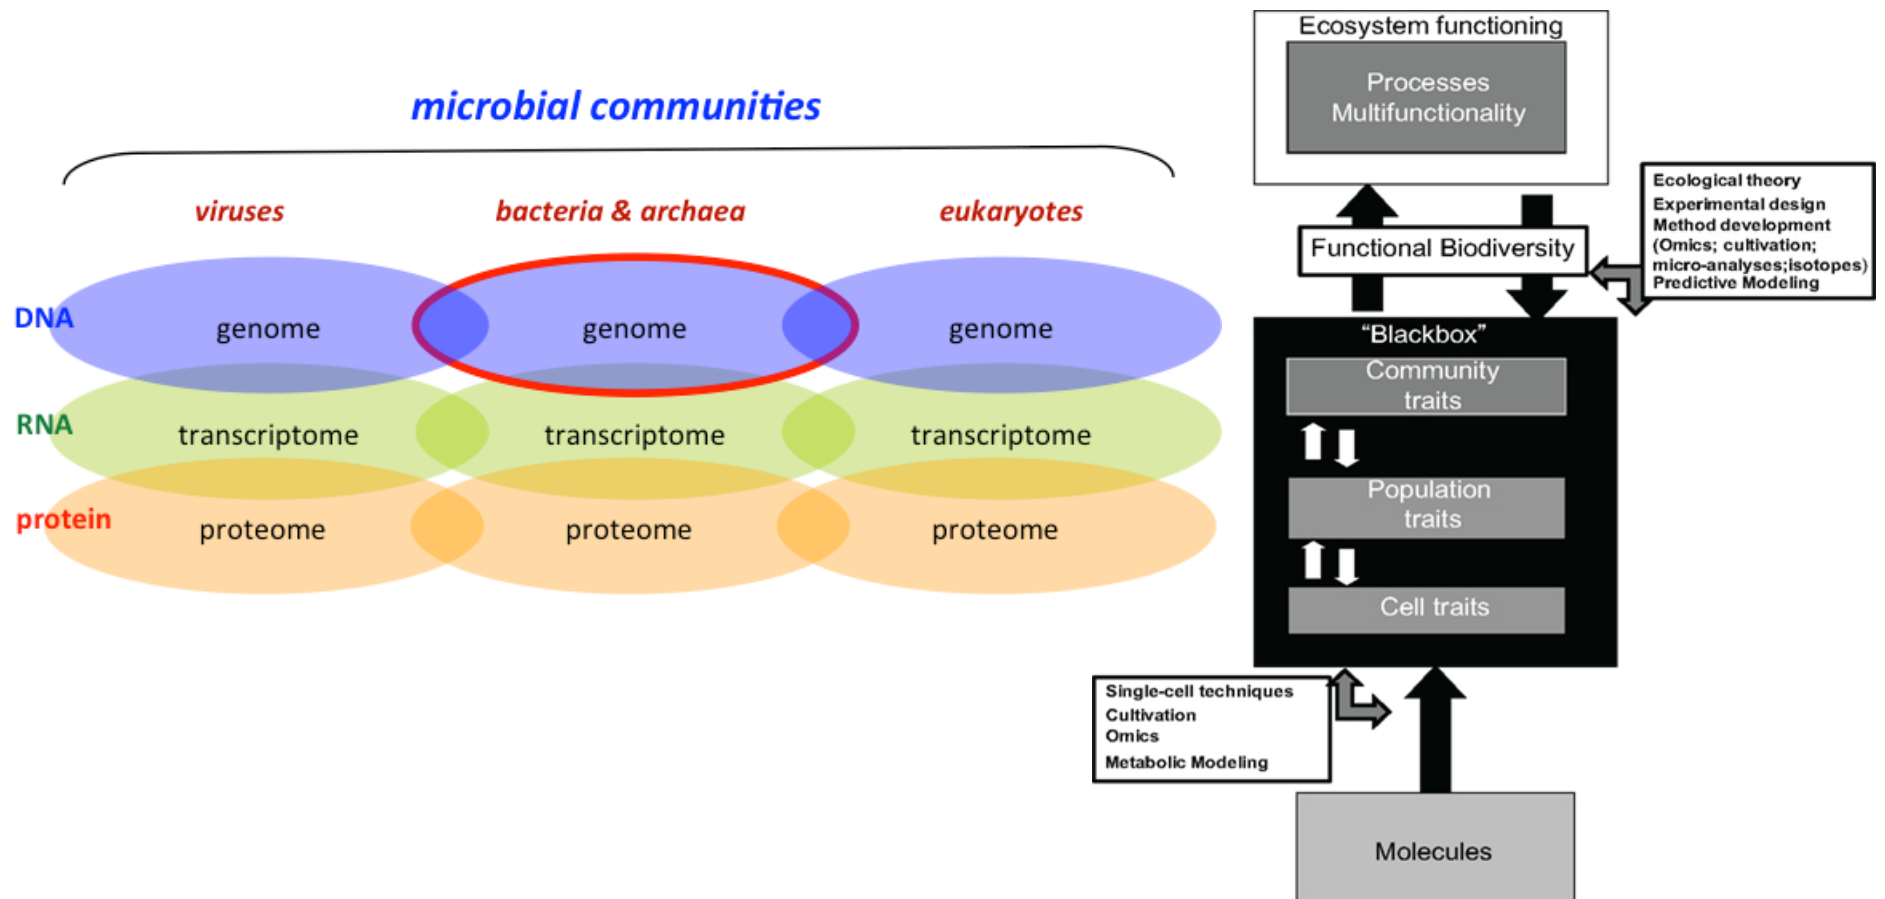 microbial communities
viruses
bacteria & archaea
eukaryotes
DNA
genome
genome
genome
RNA
transcriptome
transcriptome
transcriptome
protein
proteome
proteome
proteome
Ecosystem functioning
Processes
Multifunctionality
Functional Biodiversity
Ecological theory
Experimental design
Method development
(Omics; cultivation;
micro-analyses;isotopes)
Predictive Modeling
“Blackbox”
Community
traits
Population
traits
Cell traits
Single-cell techniques
Cultivation
Omics
Metabolic Modeling
Molecules